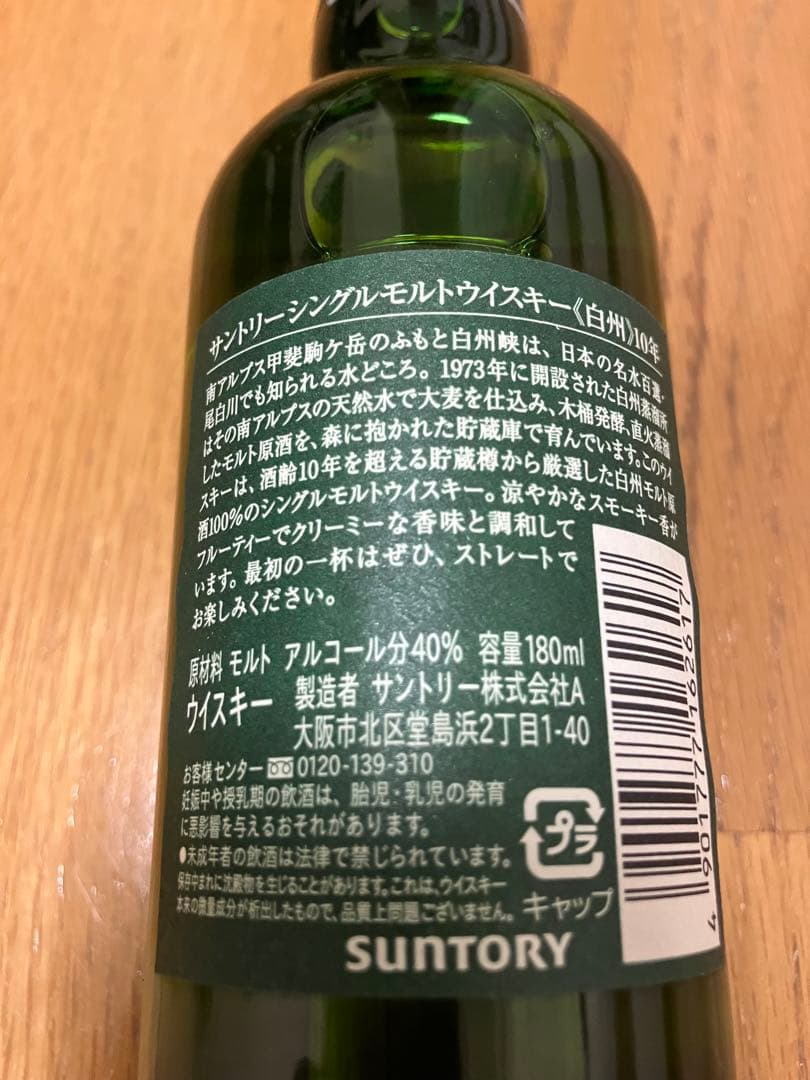 サントリーシングルモルトウイスキー《白州》10年
南アルプス甲斐駒ケ岳のふもと白州峡は、日本の名水百選・
尾白川でも知られる水どころ。1973年に開設された白州蒸溜所
はその南アルプスの天然水で大麦を仕込み、木桶発酵、直火蒸溜
したモルト原酒を、森に抱かれた貯蔵庫で育んでいます。このウイ
スキーは、酒齢10年を超える貯蔵樽から厳選した白州モルト原
酒100%のシングルモルトウイスキー。涼やかなスモーキー香が
フルーティーでクリーミーな香味と調和して
います。最初の一杯はぜひ、ストレートで
お楽しみください。
原材料 モルト アルコール分40% 容量180ml
ウイスキー 製造者 サントリー株式会社A
大阪市北区堂島浜2丁目1-40
お客様センター 0120-139-310
妊娠中や授乳期の飲酒は、胎児・乳児の発育
に悪影響を与えるおそれがあります。
●未成年者の飲酒は法律で禁じられています。
保存中まれに沈殿物を生じることがあります。これは、ウイスキー
本来の微量成分が析出したもので、品質上問題ございません。
プラ
キャップ
SUNTORY
4 901777 162617